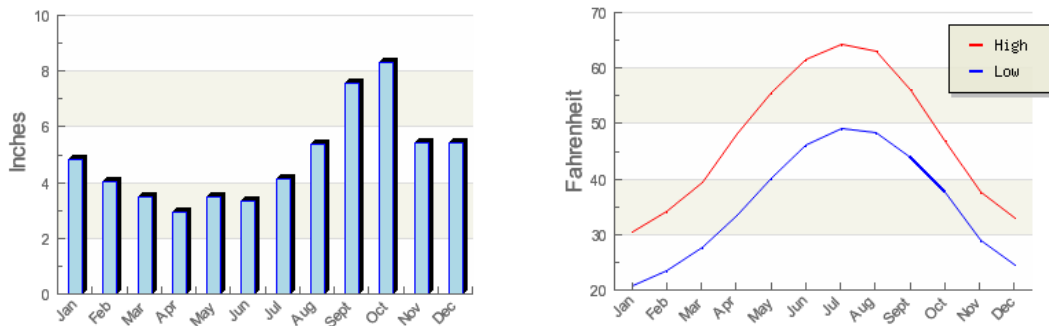 10
8
6
4
2
0
Inches
Jan Feb Mar Apr May Jun Jul Aug Sept Oct Nov Dec
70
60
50
40
30
20
Fahrenheit
High
Low
Jan Feb Mar Apr May Jun Jul Aug Sept Oct Nov Dec